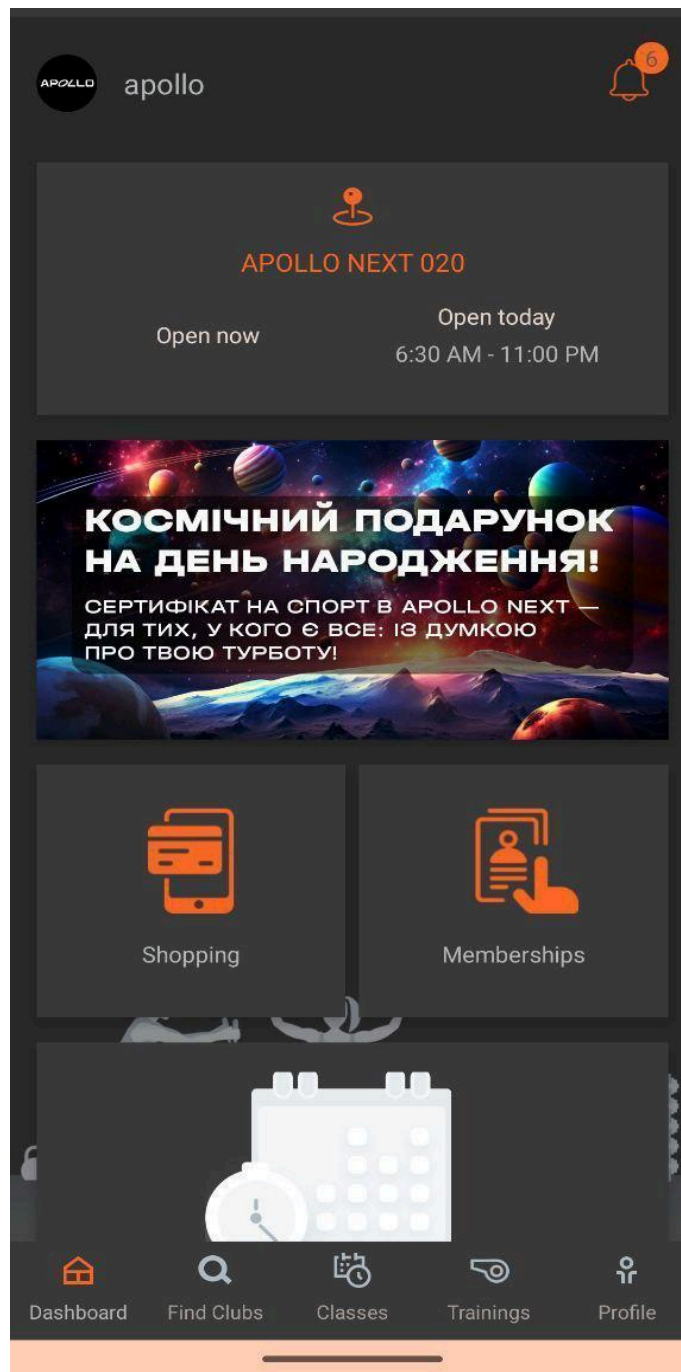 APOLLO
apollo
6
APOLLO NEXT 020
Open now
Open today
6:30 AM - 11:00 PM
КОСМІЧНИЙ ПОДАРУНОК
НА ДЕНЬ НАРОДЖЕННЯ!
СЕРТИФІКАТ НА СПОРТ В APOLLO NEXT —
ДЛЯ ТИХ, У КОГО Є ВСЕ: ІЗ ДУМКОЮ
ПРО ТВОЮ ТУРБОТУ!
Shopping
Memberships
Dashboard
Find Clubs
Classes
Trainings
Profile